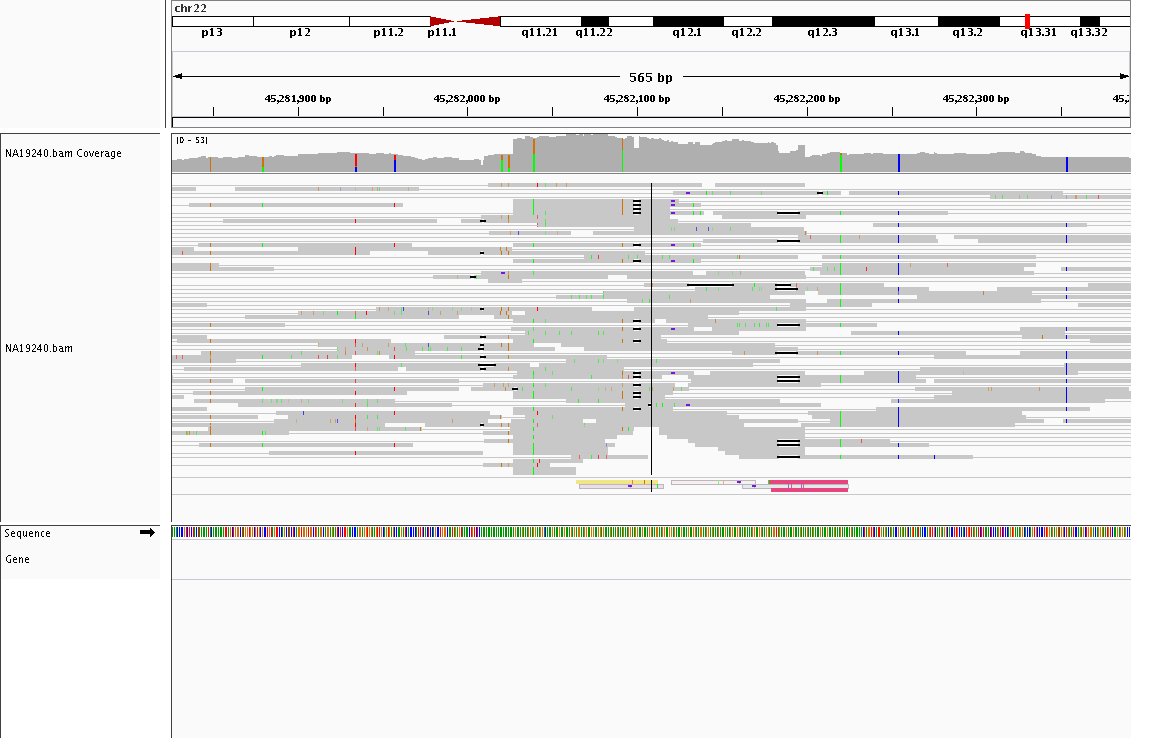 chr22
p13 p12 p11.2 p11.1 q11.21 q11.22 q12.1 q12.2 q12.3 q13.1 q13.2 q13.31 q13.32
565 bp
45,281,900 bp 45,282,000 bp 45,282,100 bp 45,282,200 bp 45,282,300 bp 45,2
[0 - 53]
NA19240.bam Coverage
NA19240.bam
Sequence
Gene